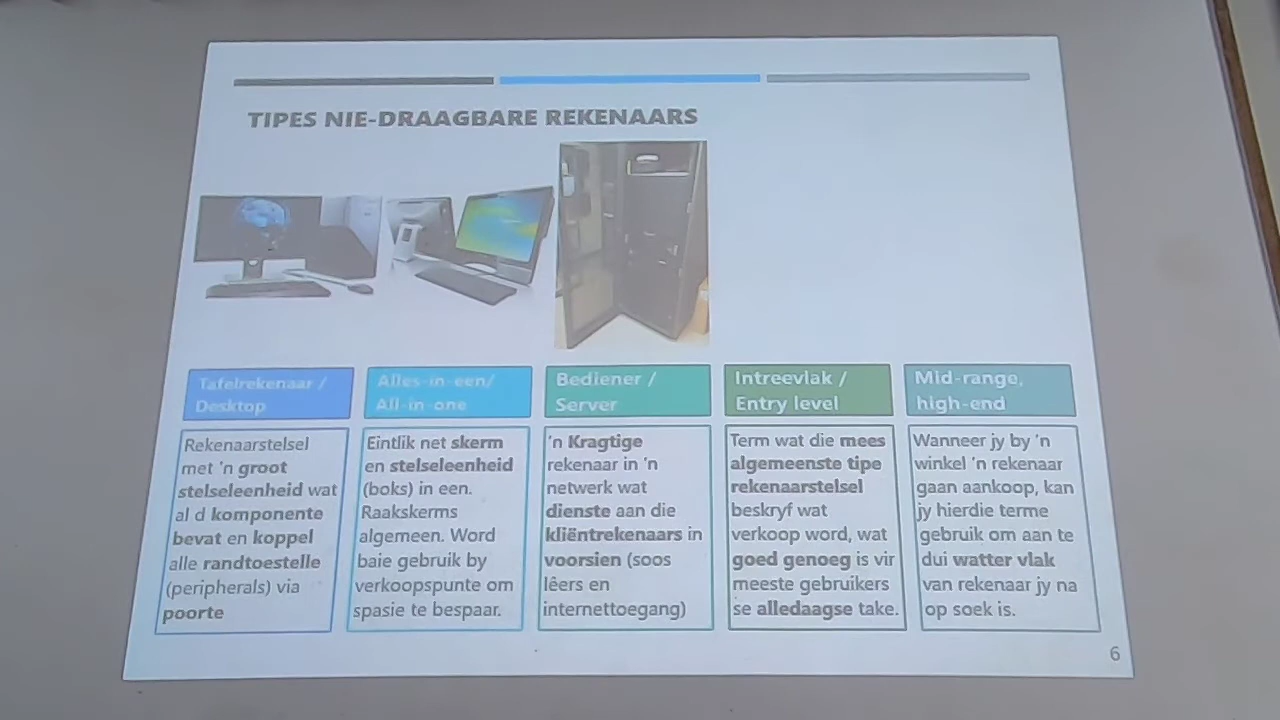 TIPES NIE-DRAAGBARE REKENAARS
Tafelrekenaar /
Desktop
Rekenaarstelsel
met 'n groot
stelseleenheid wat
al d komponente
bevat en koppel
alle randtoestelle
(peripherals) via
poorte
Alles-in-een/
All-in-one
Eintlik net skerm
en stelseleenheid
(boks) in een.
Raakskerms
algemeen. Word
baie gebruik by
verkoopspunte om
spasie te bespaar.
Bediener /
Server
'n Kragtige
rekenaar in 'n
netwerk wat
dienste aan die
kliëntrekenaars in
voorsien (soos
lêers en
internettoegang)
Intreevlak /
Entry level
Term wat die mees
algemeenste tipe
rekenaarstelsel
beskryf wat
verkoop word, wat
goed genoeg is vir
meeste gebruikers
se alledaagse take.
Mid-range,
high-end
Wanneer jy by 'n
winkel 'n rekenaar
gaan aankoop, kan
jy hierdie terme
gebruik om aan te
dui watter vlak
van rekenaar jy na
op soek is.
6